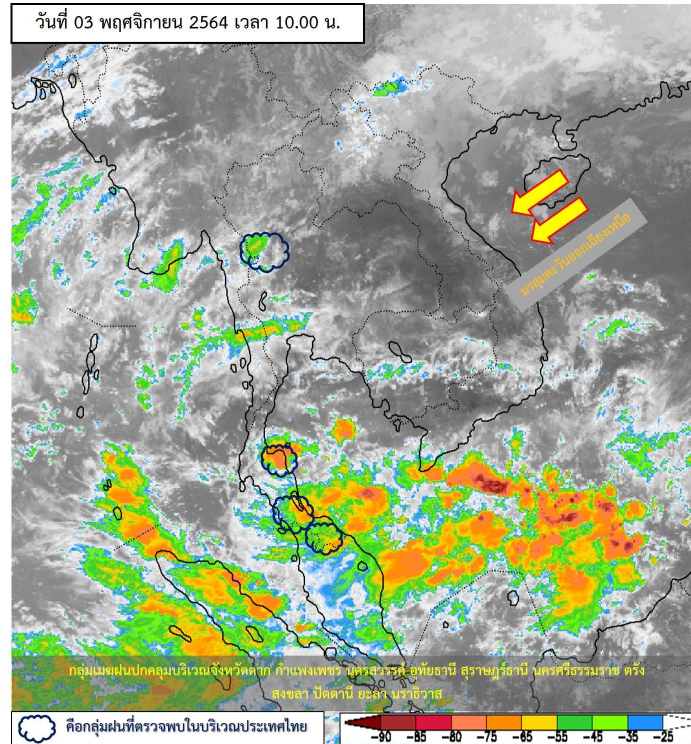 วันที่ 03 พฤศจิกายน 2564 เวลา 10.00 น.
มรสุมตะวันออกเฉียงเหนือ
กลุ่มเมฆฝนปกคลุมบริเวณจังหวัดตาก กำแพงเพชร นครสวรรค์ อุทัยธานี สุราษฎร์ธานี นครศรีธรรมราช ตรัง
สงขลา ปัตตานี ยะลา นราธิวาส
คือกลุ่มฝนที่ตรวจพบในบริเวณประเทศไทย
-90 -85 -80 -75 -65 -55 -45 -35 -25